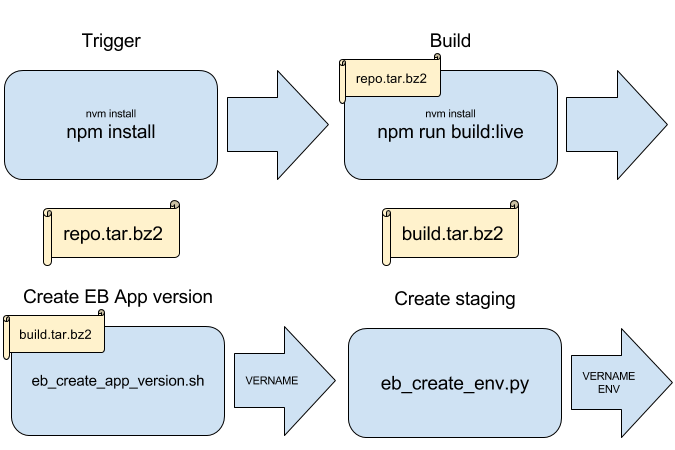 Trigger
Build
repo.tar.bz2
nvm install
npm install
nvm install
npm run build:live
repo.tar.bz2
build.tar.bz2
Create EB App version
Create staging
build.tar.bz2
eb_create_app_version.sh
VERNAME
eb_create_env.py
VERNAME
ENV